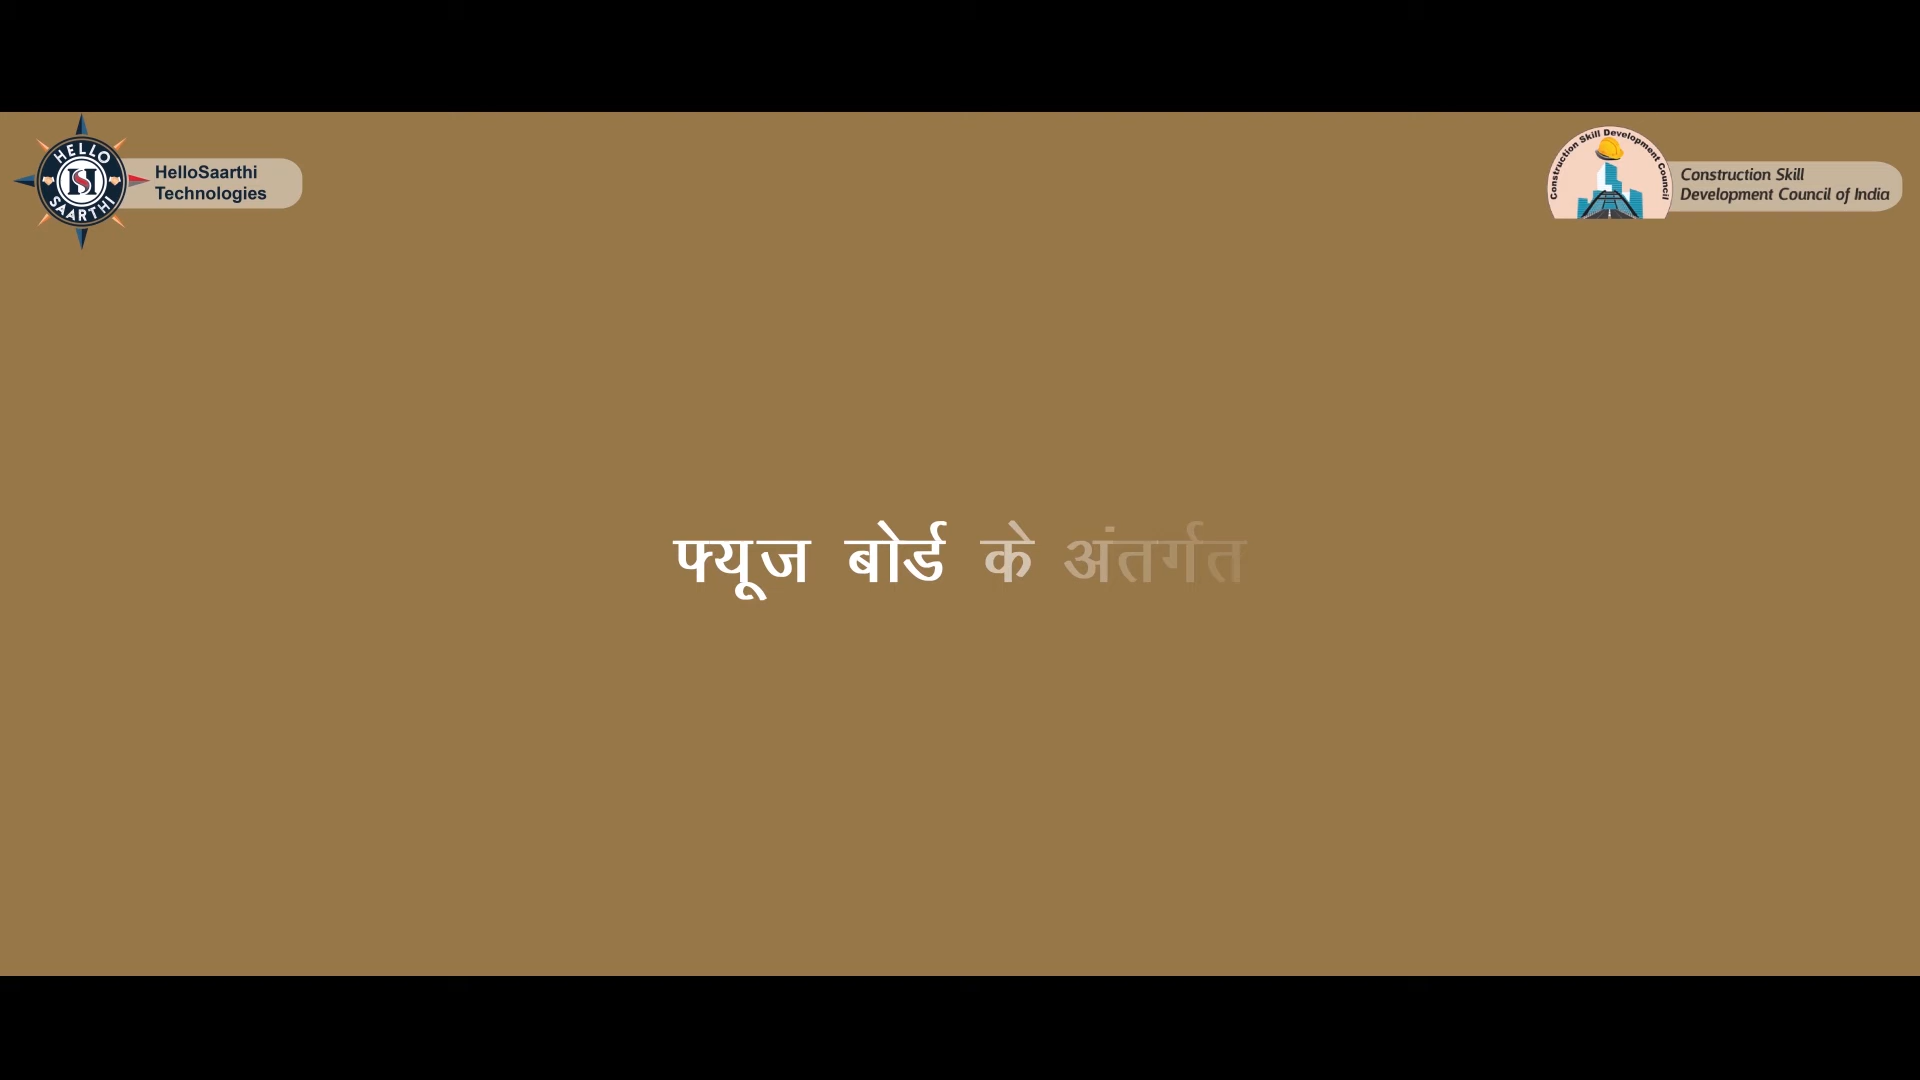 HELLO
SAARTHI
HelloSaarthi
Technologies
Construction Skill Development Council
Construction Skill
Development Council of India
फ्यूज बोर्ड के अंतर्गत